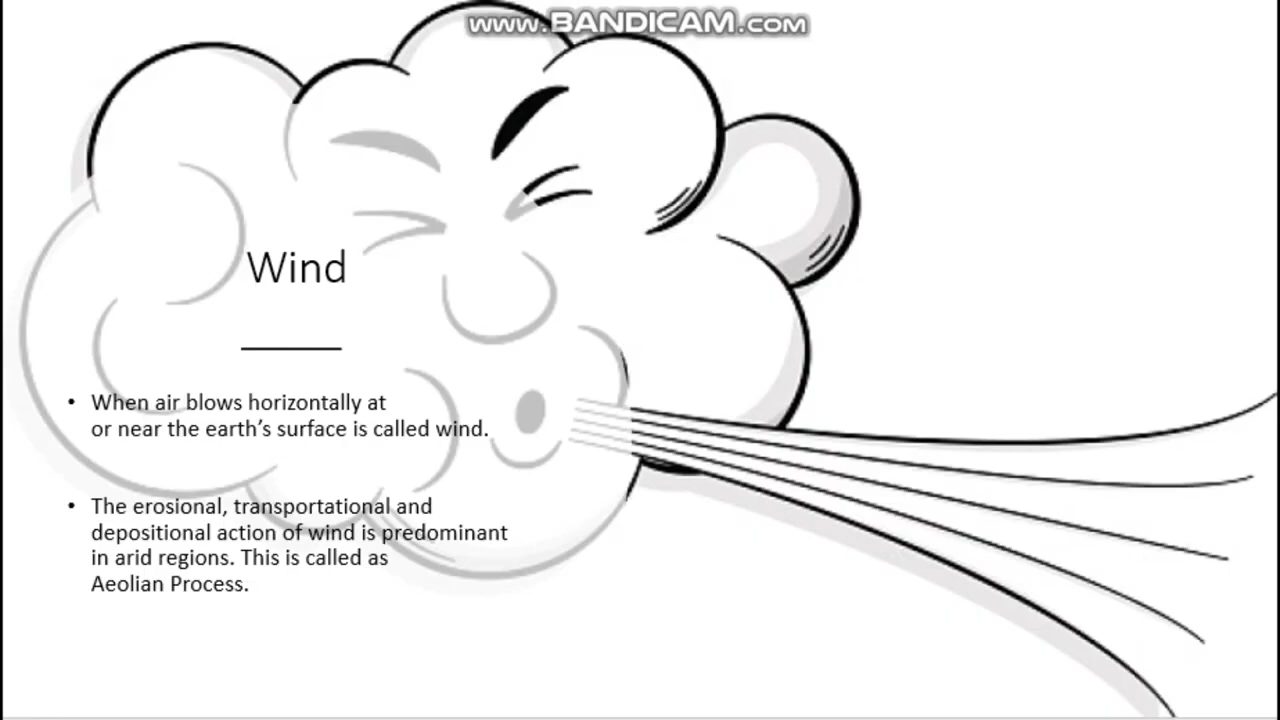 www.BANDICAM.com
Wind
• When air blows horizontally at
or near the earth's surface is called wind.
• The erosional, transportational and
depositional action of wind is predominant
in arid regions. This is called as
Aeolian Process.